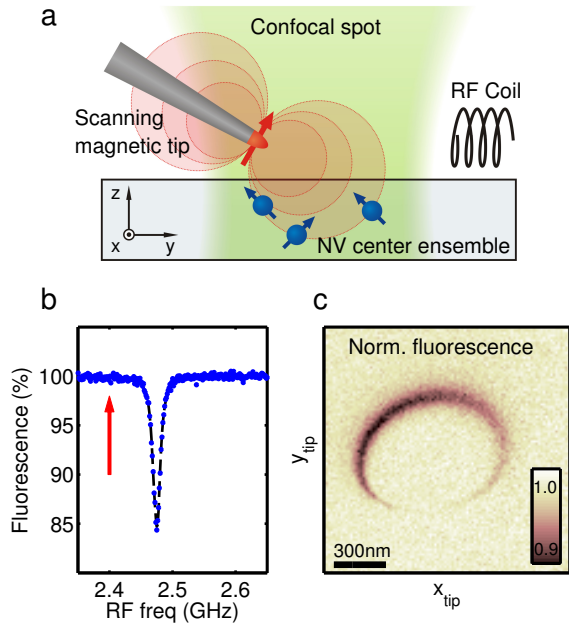 a
Confocal spot
RF Coil
Scanning
magnetic tip
z
x
y
NV center ensemble
b
Fluorescence (%)
100
95
90
85
2.4
2.5
2.6
RF freq (GHz)
c
Norm. fluorescence
y_tip
1.0
0.9
300nm
x_tip